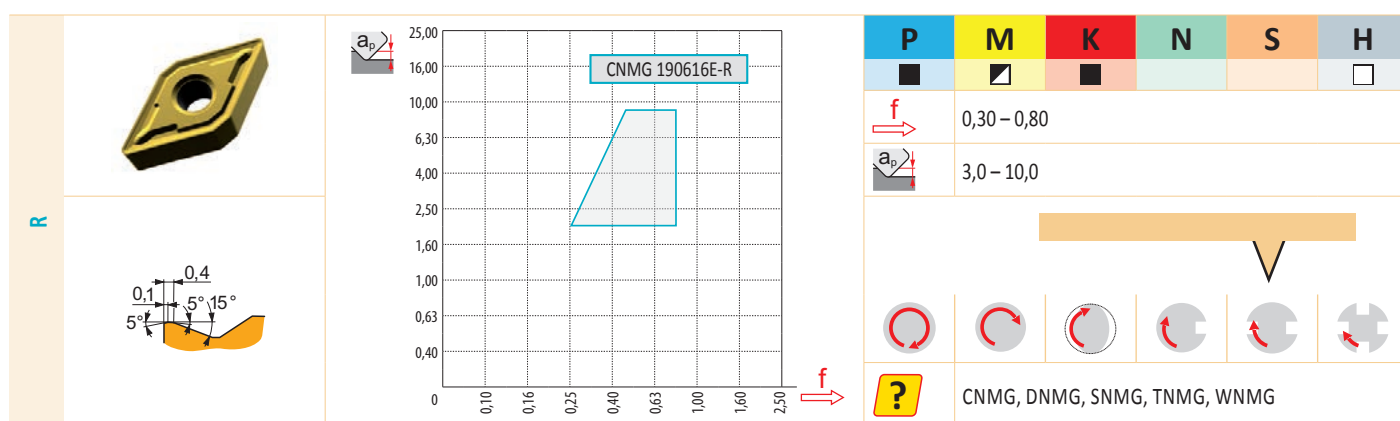 R
0,4
0,1
5°
5°
15°
aₚ
25,00
16,00
10,00
6,30
4,00
2,50
1,60
1,00
0,63
0,40
0
0,10
0,16
0,25
0,40
0,63
1,00
1,60
2,50
f
CNMG 190616E-R
P M K N S H
f
0,30 – 0,80
aₚ
3,0 – 10,0
?
CNMG, DNMG, SNMG, TNMG, WNMG